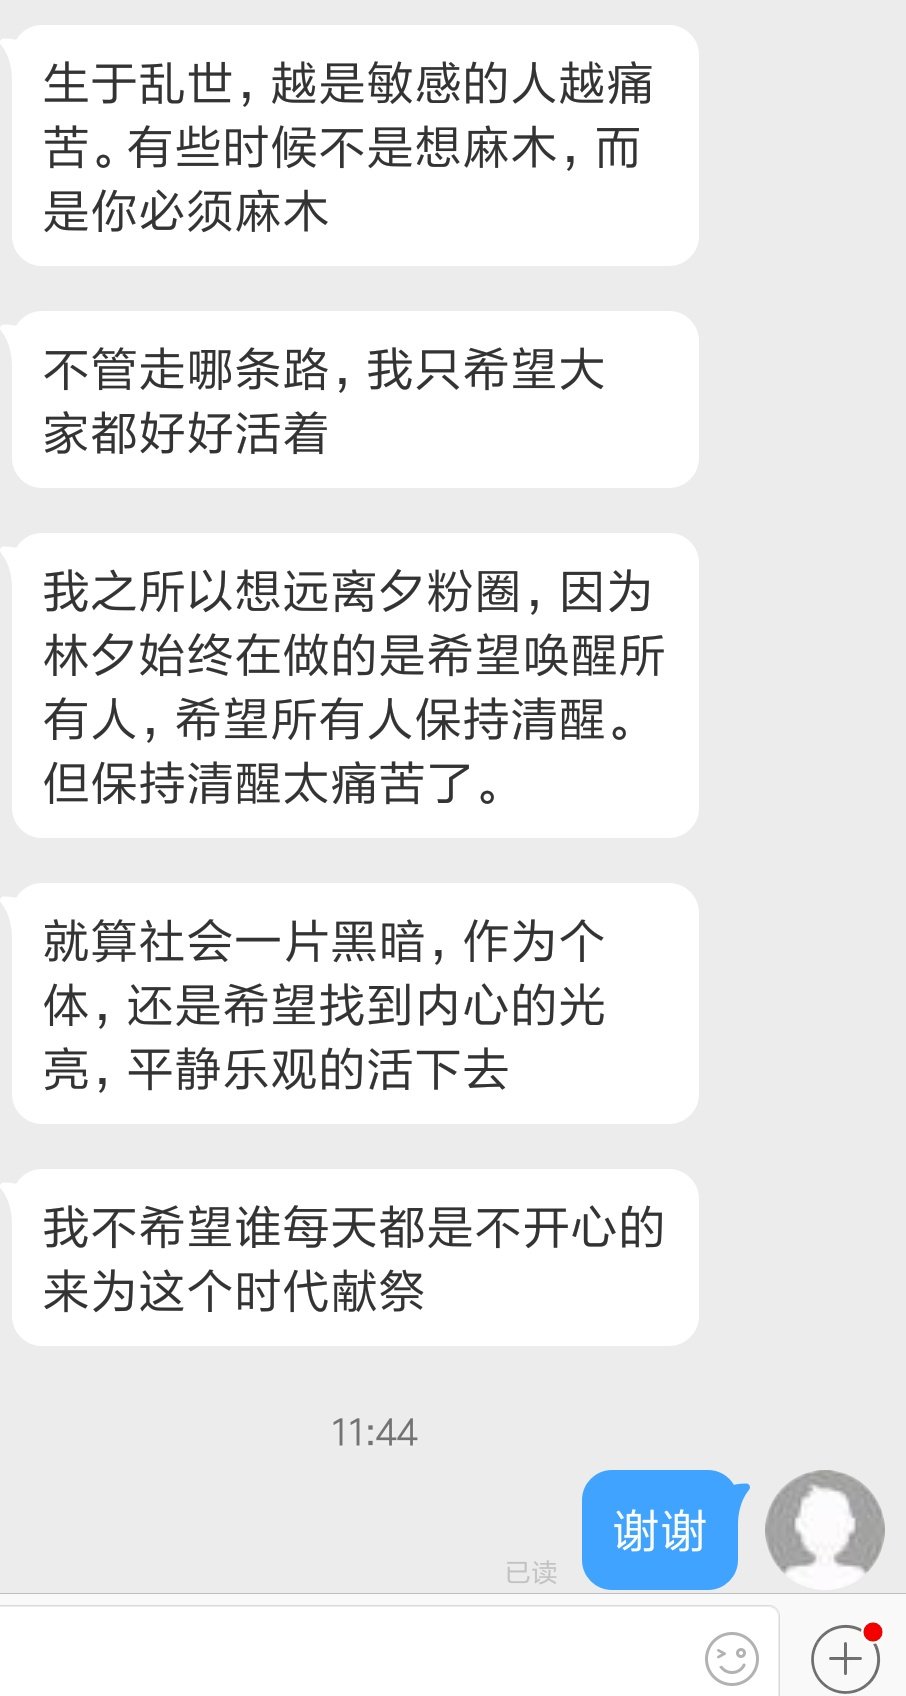 生于乱世，越是敏感的人越痛
苦。有些时候不是想麻木，而
是你必须麻木
不管走哪条路，我只希望大
家都好好活着
我之所以想远离夕粉圈，因为
林夕始终在做的是希望唤醒所
有人，希望所有人保持清醒。
但保持清醒太痛苦了。
就算社会一片黑暗，作为个
体，还是希望找到内心的光
亮，平静乐观的活下去
我不希望谁每天都是不开心的
来为这个时代献祭
11:44
谢谢
已读